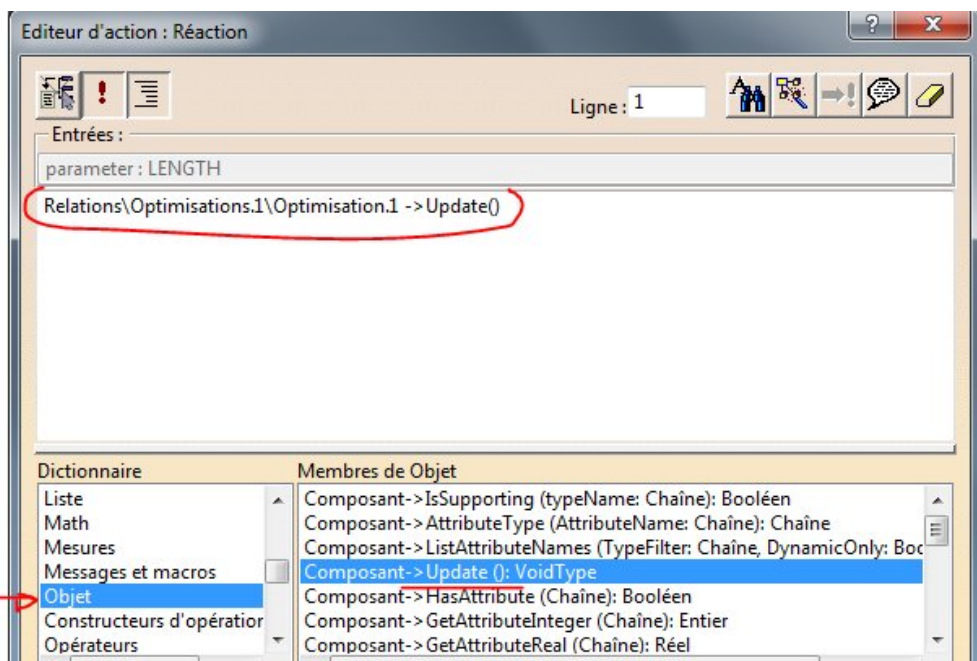 Editeur d'action : Réaction
Ligne : 1
Entrées :
parameter : LENGTH
Relations\Optimisations.1\Optimisation.1 ->Update()
Dictionnaire
Membres de Objet
Liste
Math
Mesures
Messages et macros
Objet
Constructeurs d'opération
Opérateurs
Composant->IsSupporting (typeName: Chaîne): Booléen
Composant->AttributeType (AttributeName: Chaîne): Chaîne
Composant->ListAttributeNames (TypeFilter: Chaîne, DynamicOnly: Boo
Composant->Update (): VoidType
Composant->HasAttribute (Chaîne): Booléen
Composant->GetAttributeInteger (Chaîne): Entier
Composant->GetAttributeReal (Chaîne): Réel